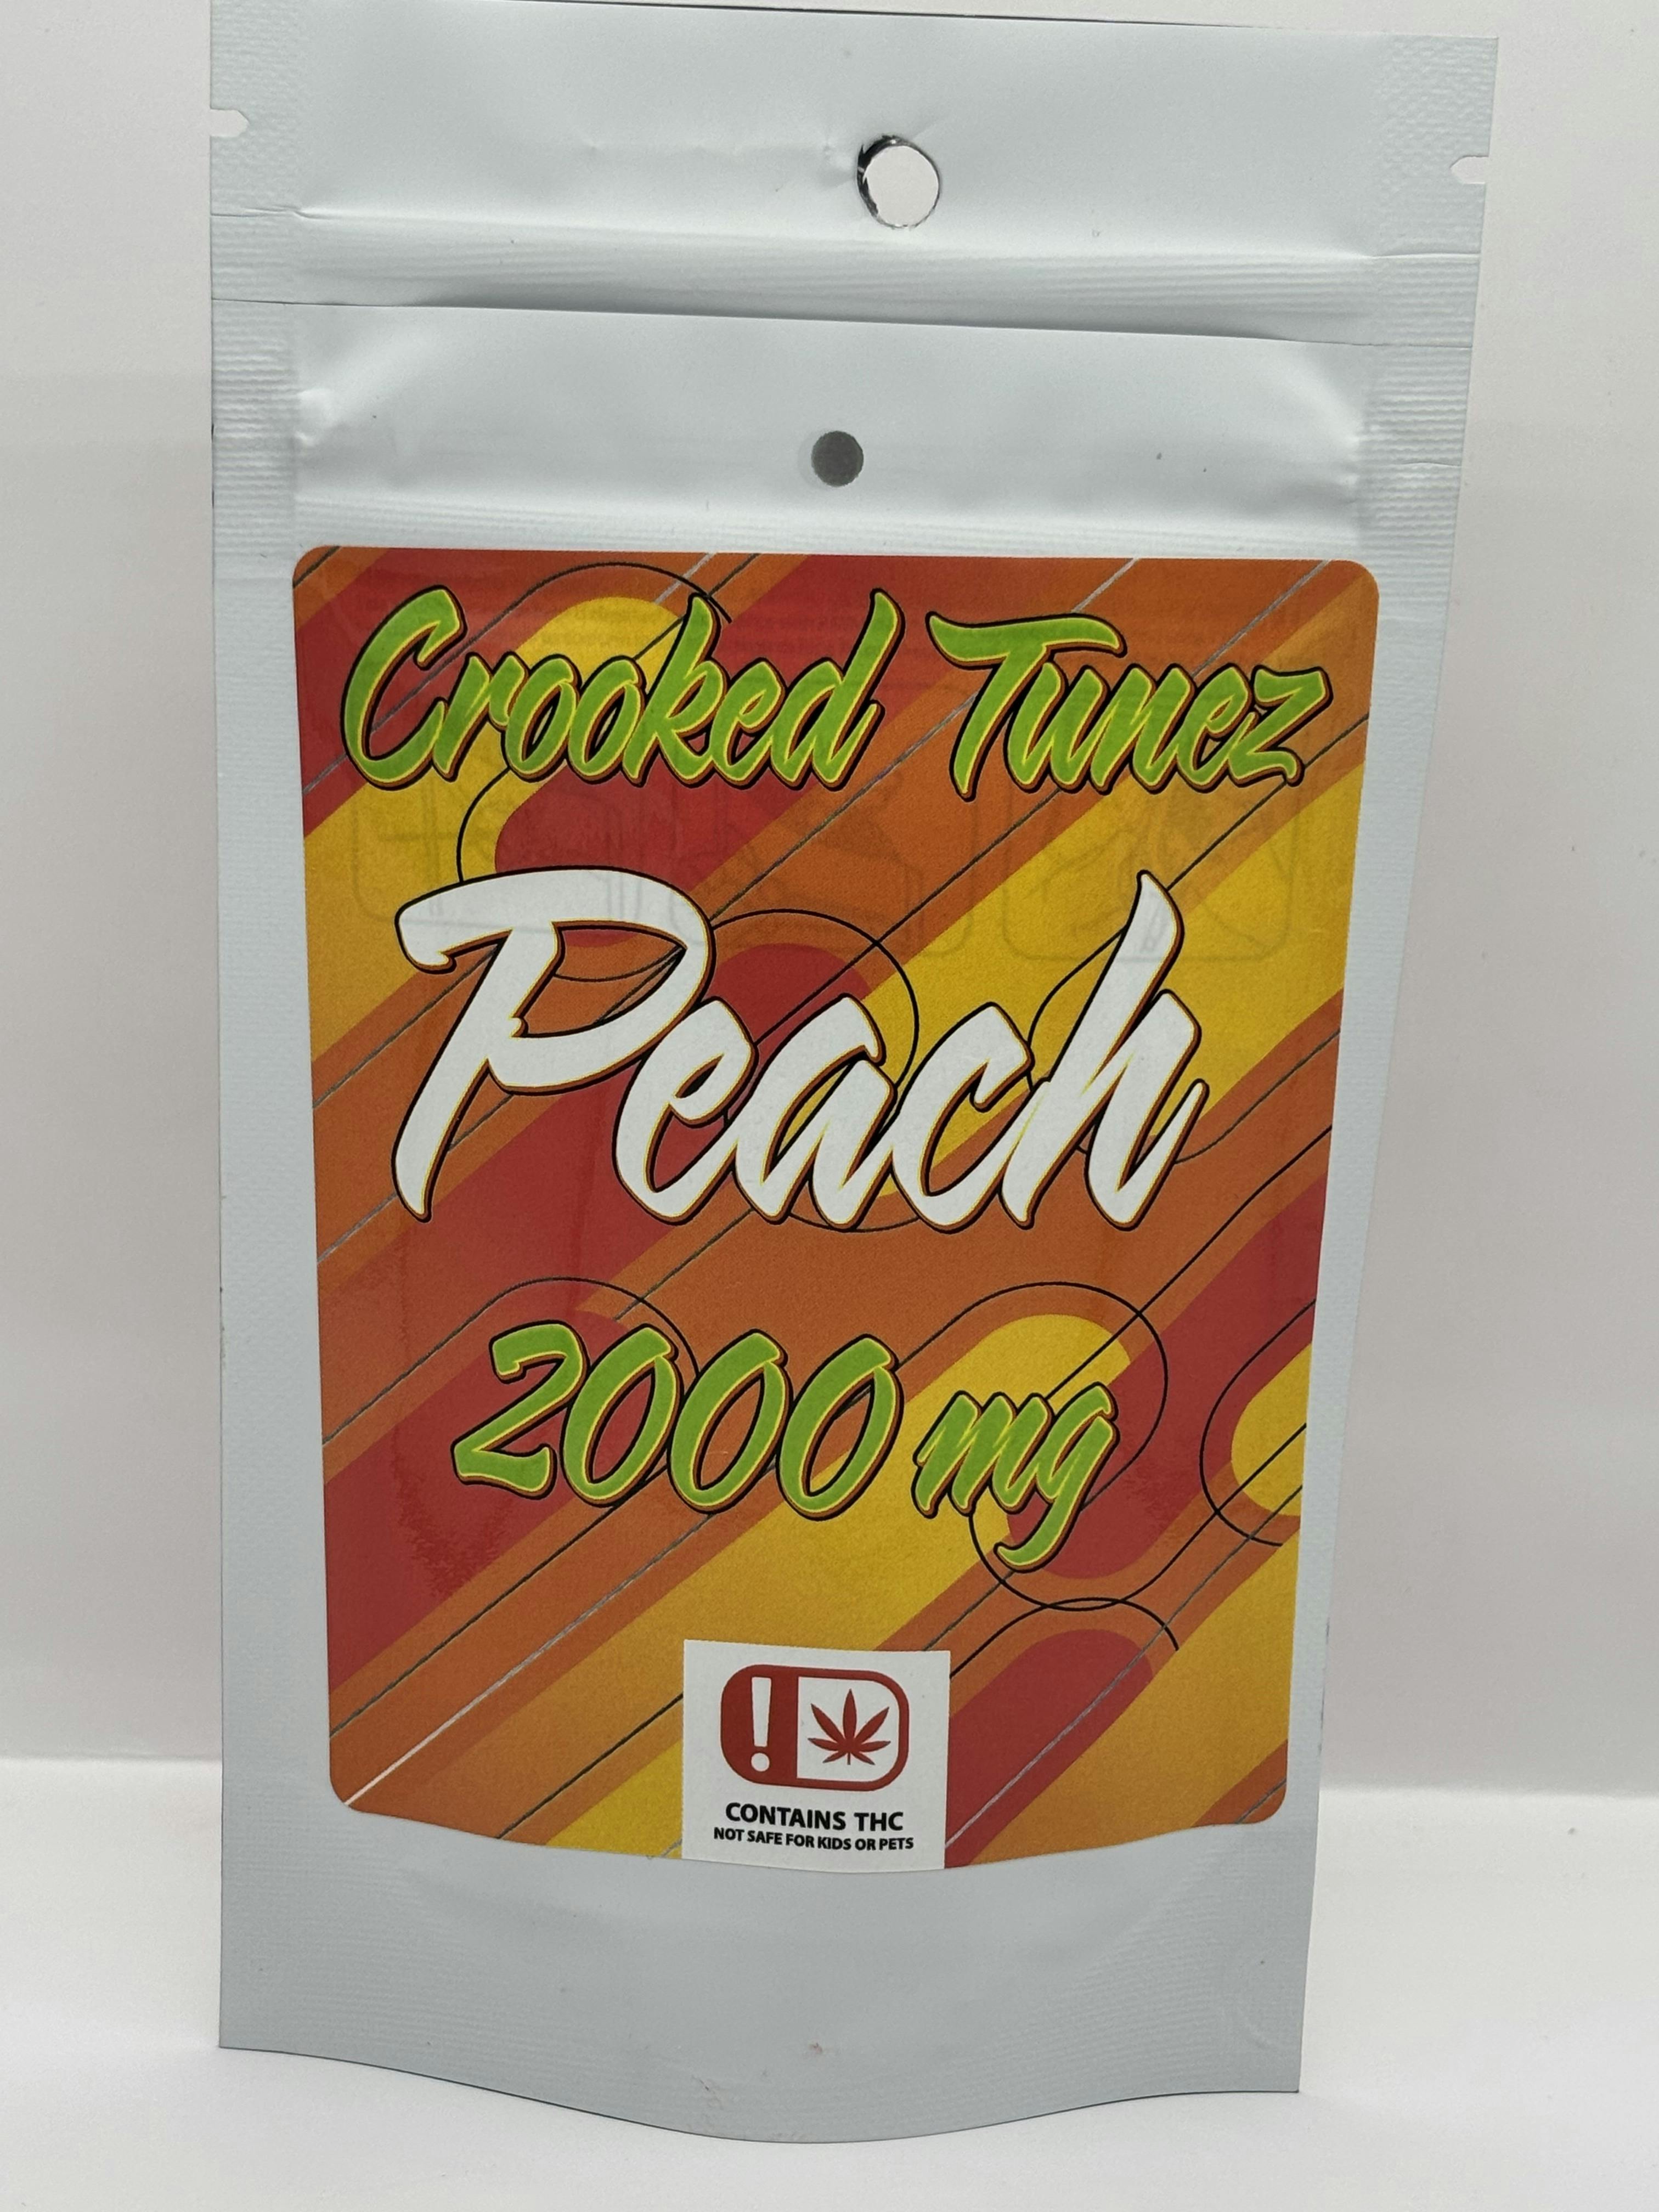 Crooked Tunez
Peach
2000 mg
!
CONTAINS THC
NOT SAFE FOR KIDS OR PETS